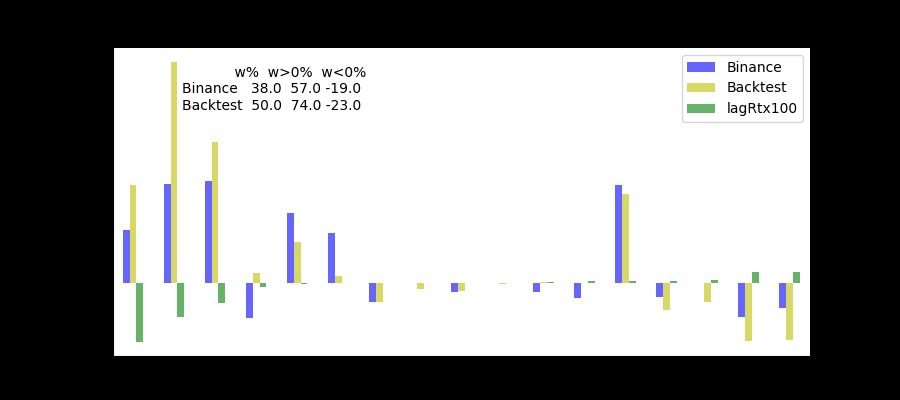 w%  w>0%  w<0%
Binance   38.0  57.0 -19.0
Backtest  50.0  74.0 -23.0
Binance
Backtest
lagRtx100